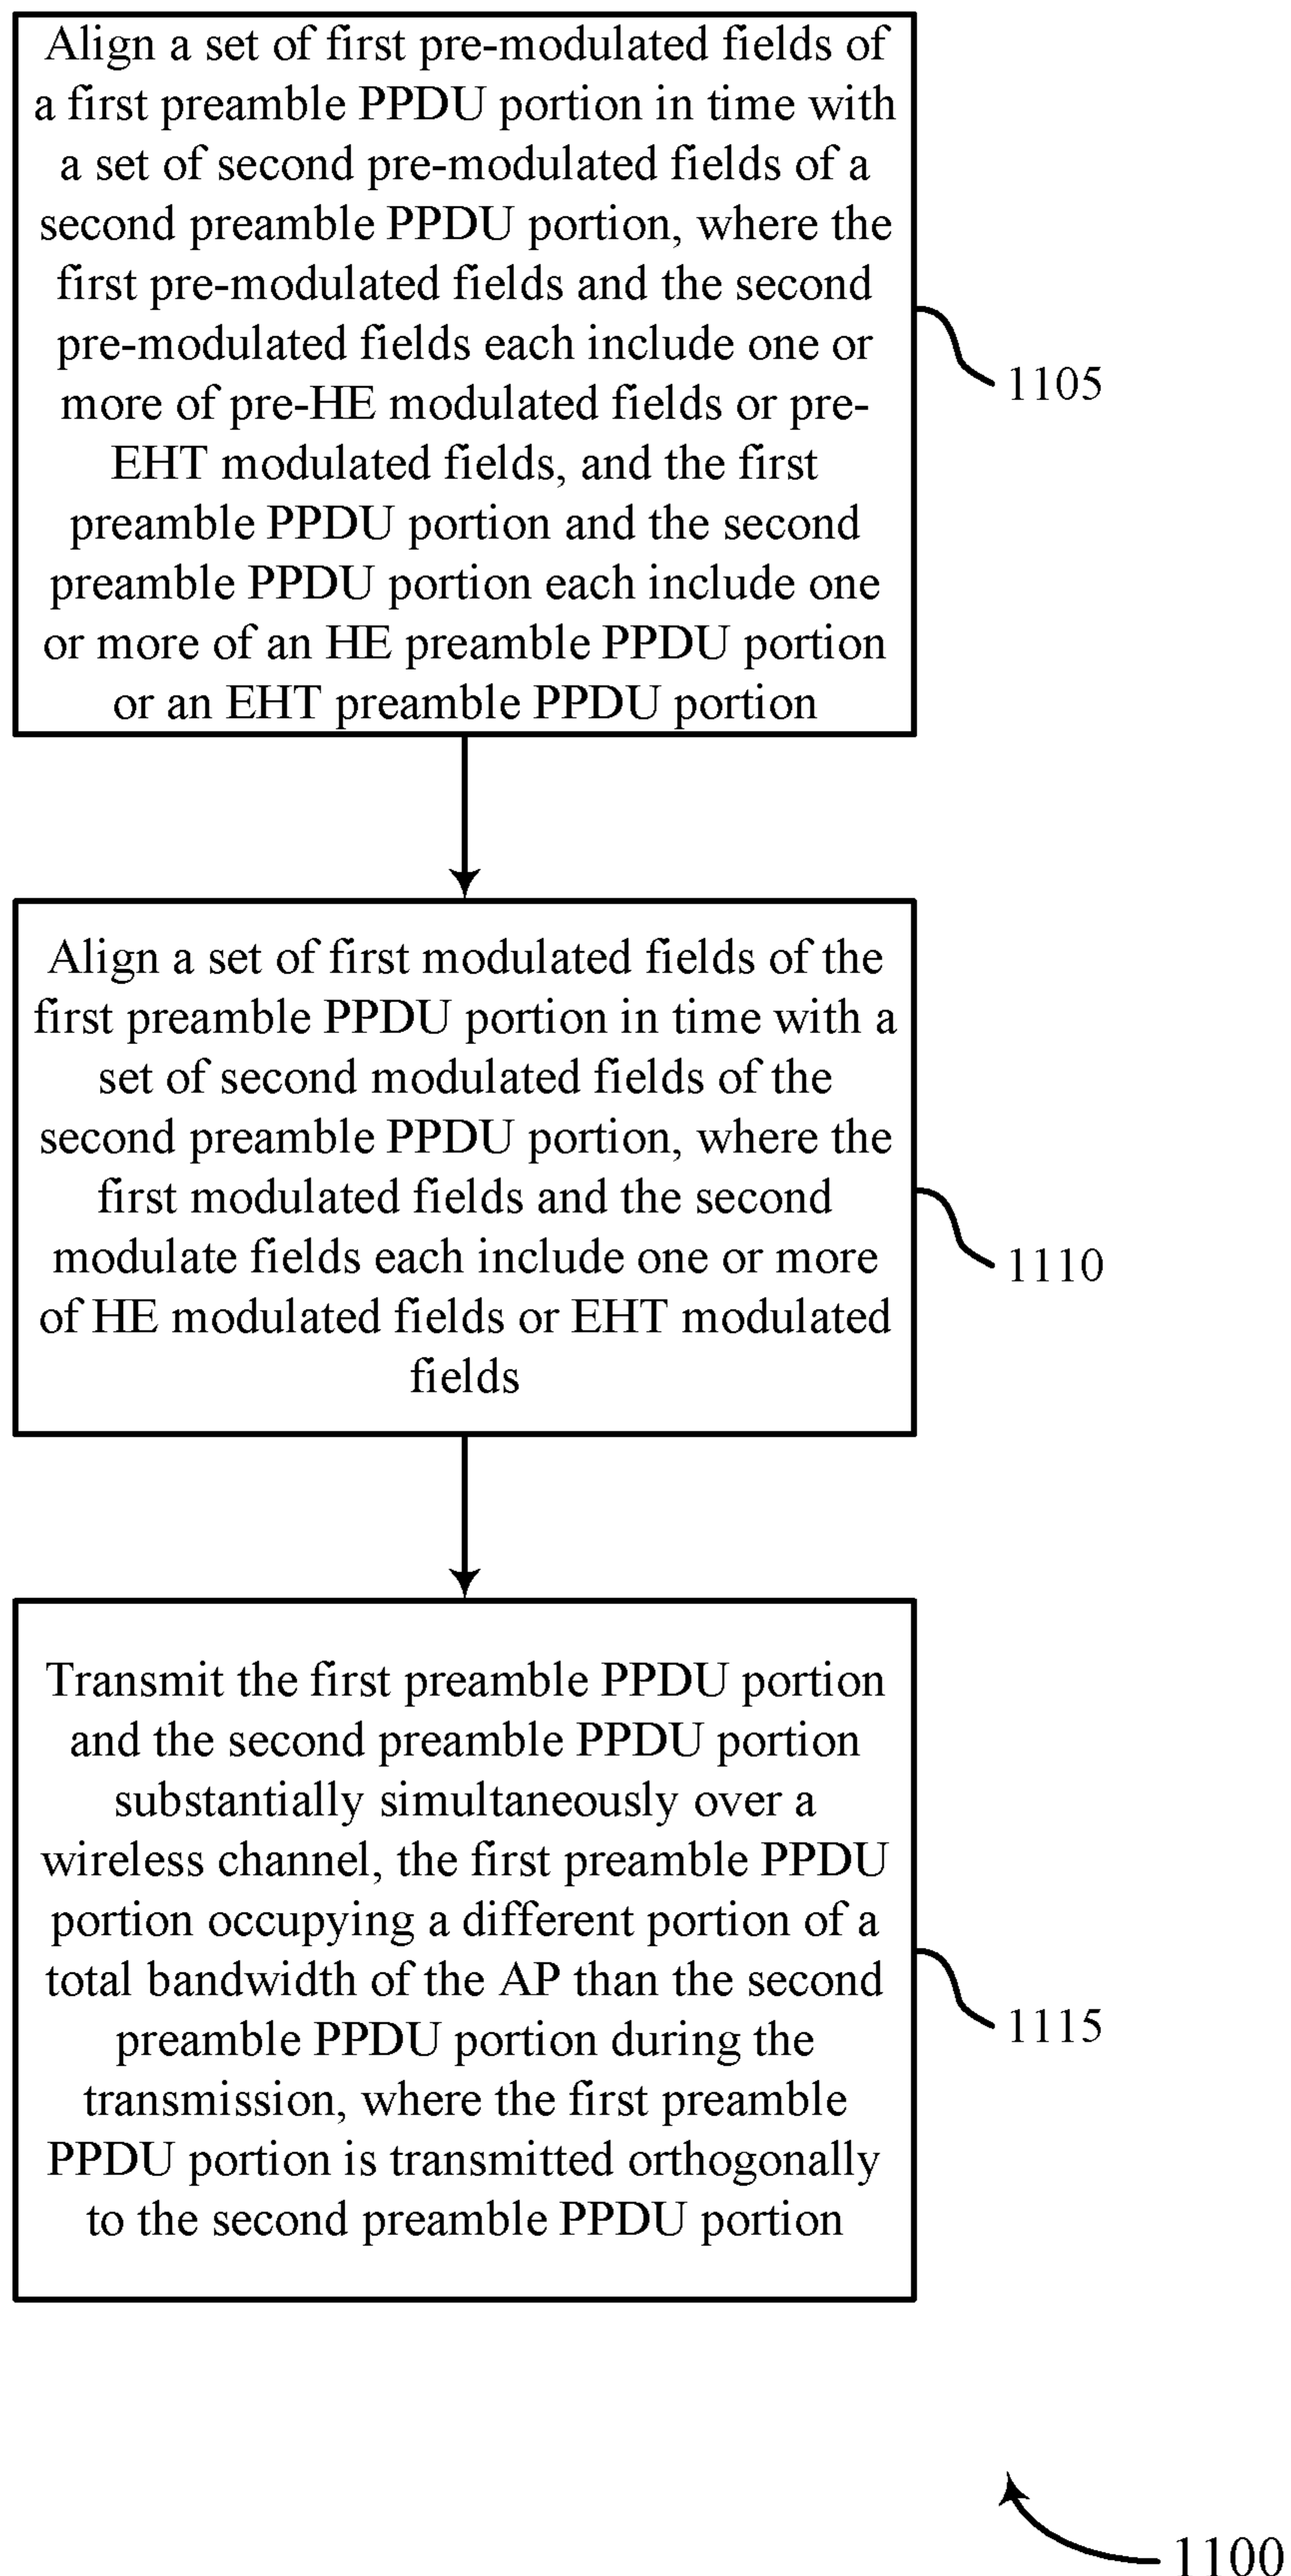 Align a set of first pre-modulated fields of
a first preamble PPDU portion in time with
a set of second pre-modulated fields of a
second preamble PPDU portion, where the
first pre-modulated fields and the second
pre-modulated fields each include one or
more of pre-HE modulated fields or pre-
EHT modulated fields, and the first
preamble PPDU portion and the second
preamble PPDU portion each include one
or more of an HE preamble PPDU portion
or an EHT preamble PPDU portion
1105
Align a set of first modulated fields of the
first preamble PPDU portion in time with a
set of second modulated fields of the
second preamble PPDU portion, where the
first modulated fields and the second
modulate fields each include one or more
of HE modulated fields or EHT modulated
fields
1110
Transmit the first preamble PPDU portion
and the second preamble PPDU portion
substantially simultaneously over a
wireless channel, the first preamble PPDU
portion occupying a different portion of a
total bandwidth of the AP than the second
preamble PPDU portion during the
transmission, where the first preamble
PPDU portion is transmitted orthogonally
to the second preamble PPDU portion
1115
1100